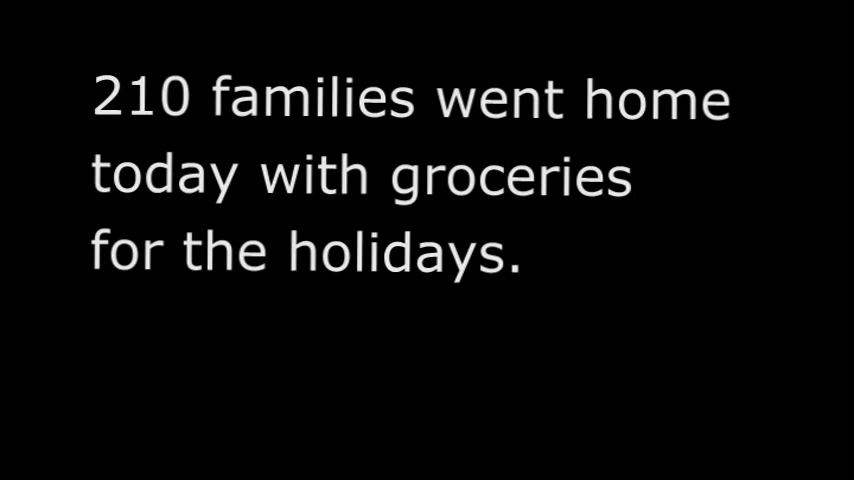 210 families went home
today with groceries
for the holidays.